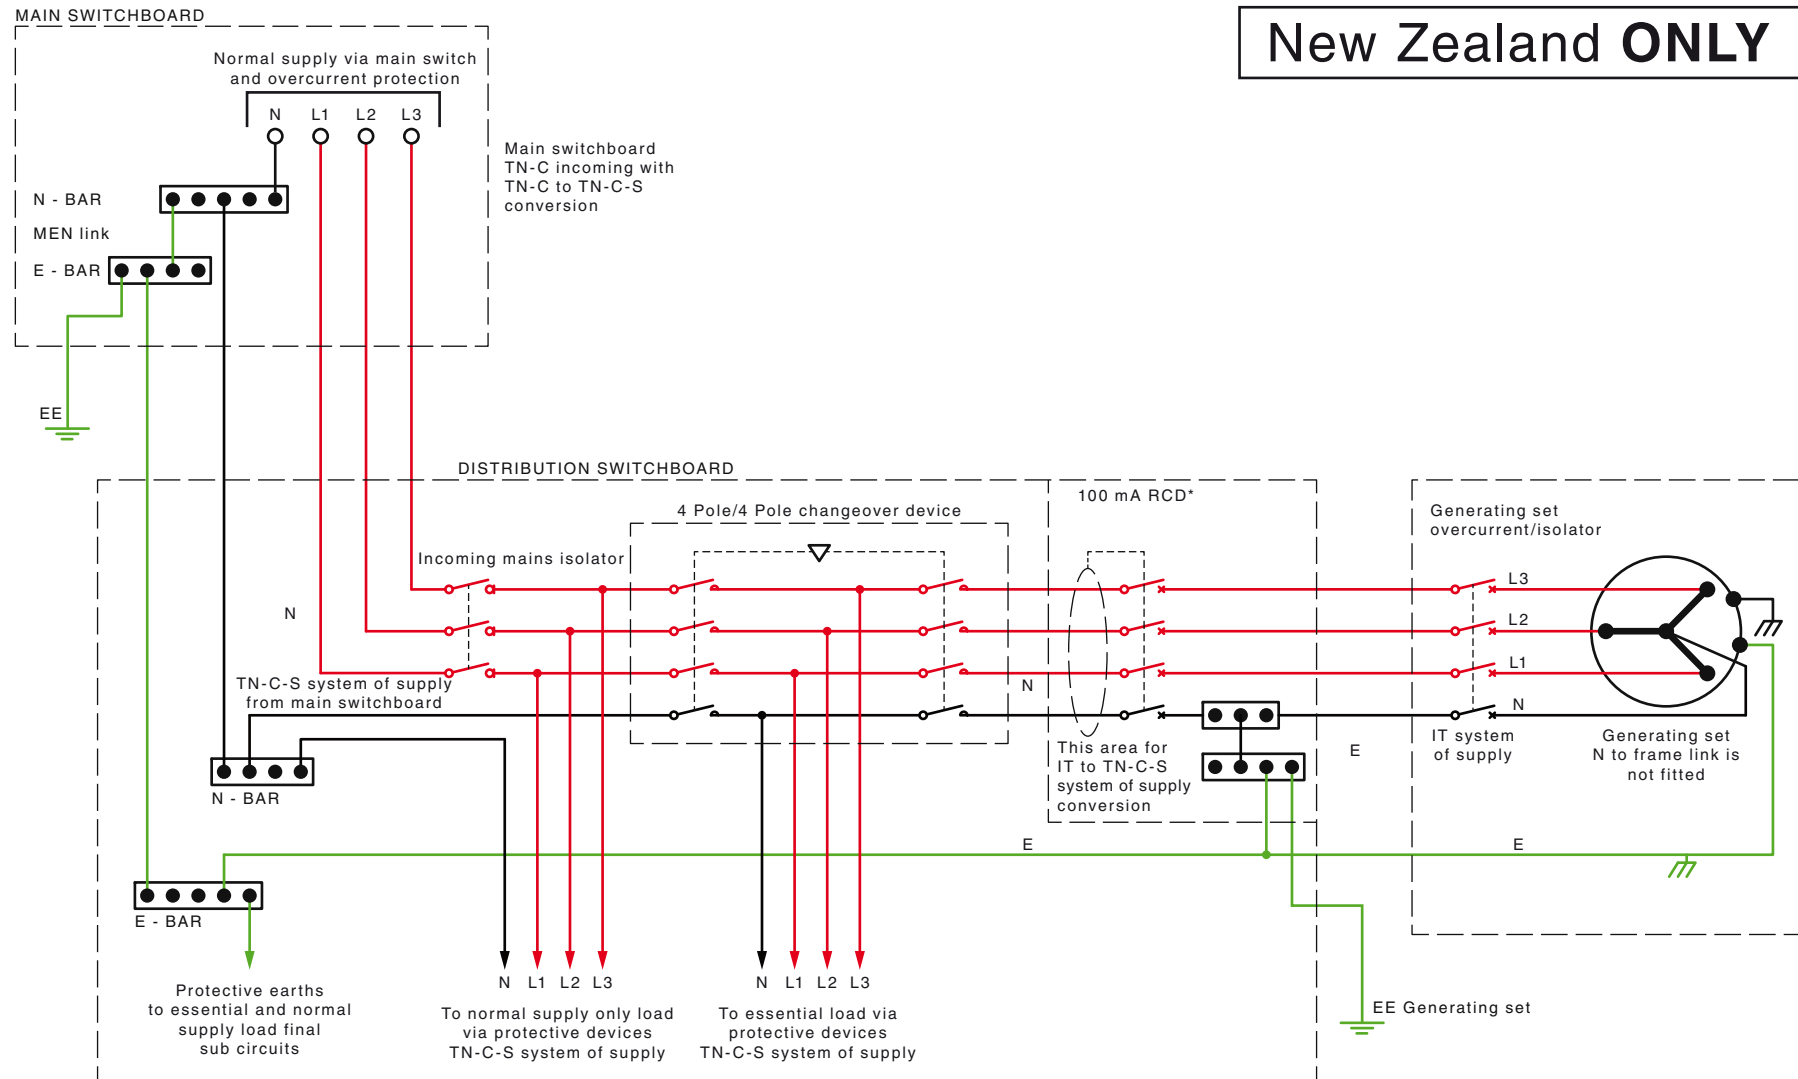 MAIN SWITCHBOARD
New Zealand ONLY
Normal supply via main switch
and overcurrent protection
N L1 L2 L3
Main switchboard
TN-C incoming with
TN-C to TN-C-S
conversion
N - BAR
MEN link
E - BAR
EE
DISTRIBUTION SWITCHBOARD
100 mA RCD*
4 Pole/4 Pole changeover device
Generating set
overcurrent/isolator
Incoming mains isolator
L3
N
L2
L1
TN-C-S system of supply
from main switchboard
N
N
This area for
IT to TN-C-S
system of supply
conversion
E
IT system
of supply
Generating set
N to frame link is
not fitted
N - BAR
E
E
E - BAR
N L1 L2 L3
N L1 L2 L3
Protective earths
to essential and normal
supply load final
sub circuits
To normal supply only load
via protective devices
TN-C-S system of supply
To essential load via
protective devices
TN-C-S system of supply
EE Generating set